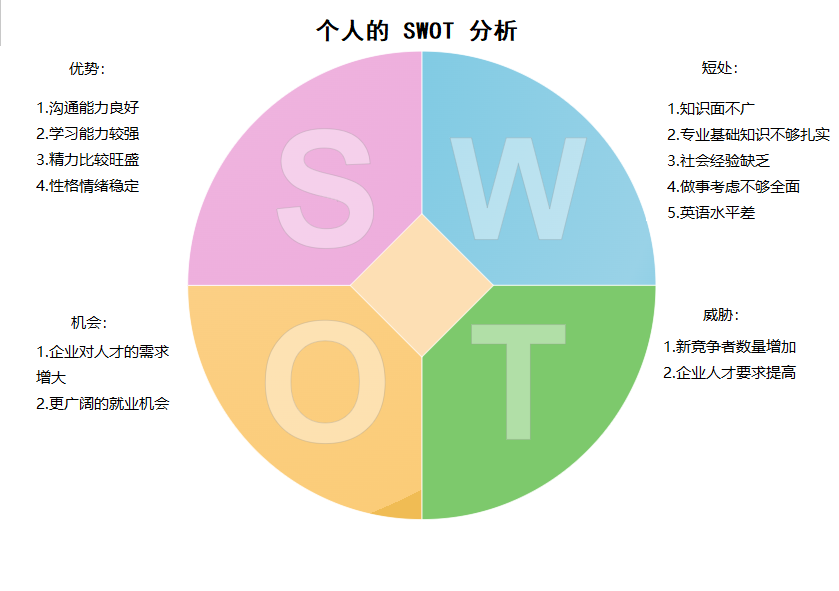 个人的 SWOT 分析
优势：
1.沟通能力良好
2.学习能力较强
3.精力比较旺盛
4.性格情绪稳定
短处：
1.知识面不广
2.专业基础知识不够扎实
3.社会经验缺乏
4.做事考虑不够全面
5.英语水平差
S
W
O
T
机会：
1.企业对人才的需求
增大
2.更广阔的就业机会
威胁：
1.新竞争者数量增加
2.企业人才要求提高